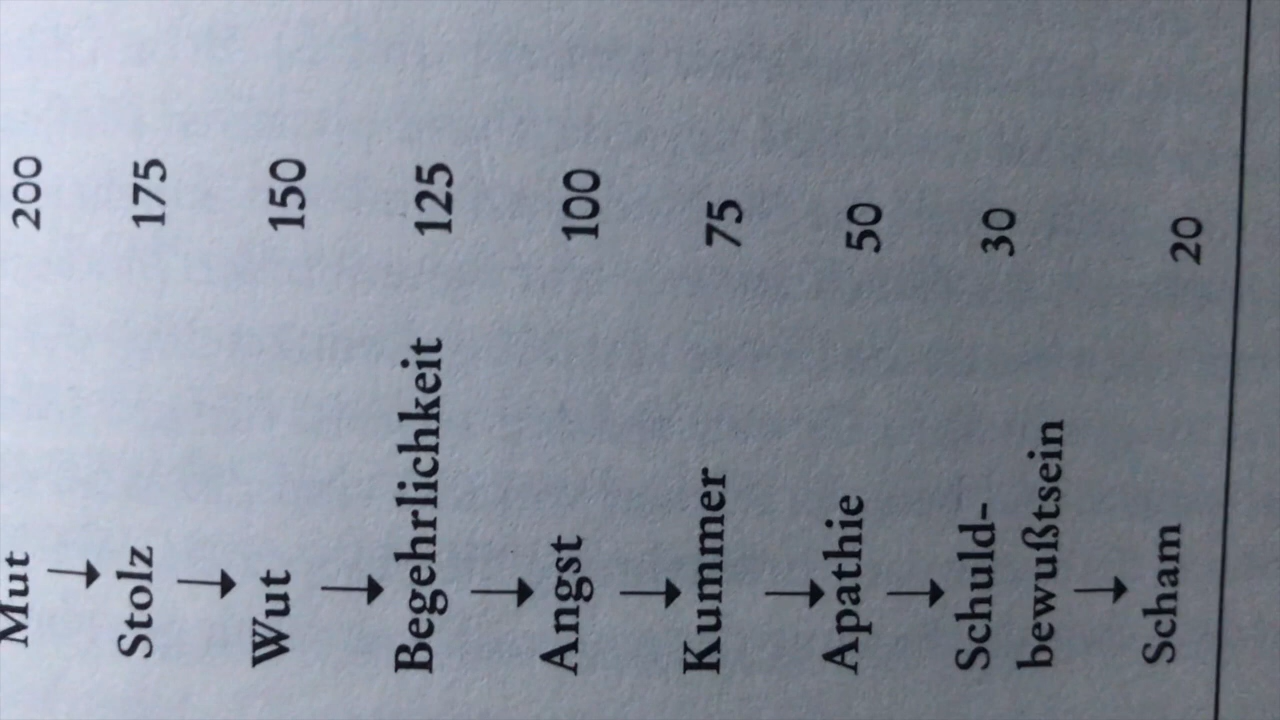 Mut 200
Stolz 175
Wut 150
Begehrlichkeit 125
Angst 100
Kummer 75
Apathie 50
Schuld- 30
bewußtsein
Scham 20